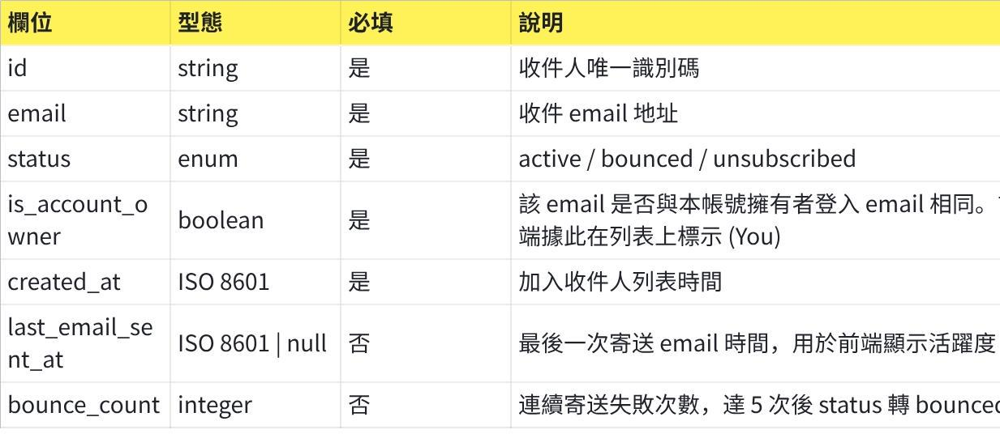 欄位 型態 必填 說明
id string 是 收件人唯一識別碼
email string 是 收件 email 地址
status enum 是 active / bounced / unsubscribed
is_account_o
wner boolean 是 該 email 是否與本帳號擁有者登入 email 相同。
端據此在列表上標示 (You)
created_at ISO 8601 是 加入收件人列表時間
last_email_se
nt_at ISO 8601 | null 否 最後一次寄送 email 時間，用於前端顯示活躍度
bounce_count integer 否 連續寄送失敗次數，達 5 次後 status 轉 bounced